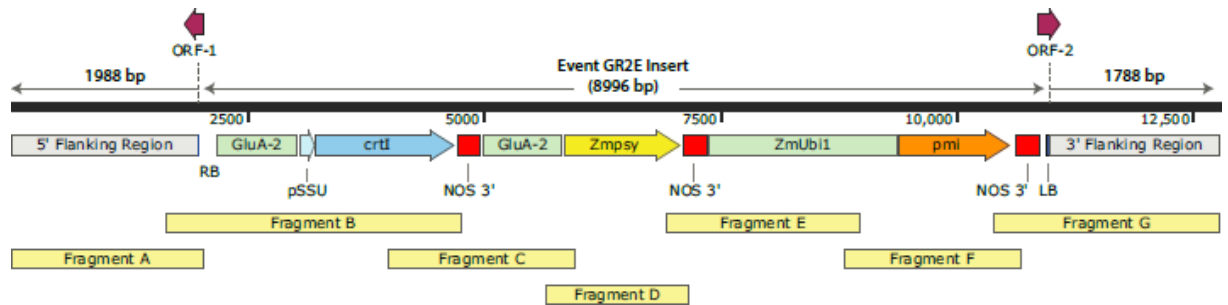 ORF-1
ORF-2
1988 bp
Event GR2E Insert
(8996 bp)
1788 bp
2500
5000
7500
10,000
12,500
5' Flanking Region
GluA-2
crtI
GluA-2
Zmpsy
ZmUbi1
pmi
3' Flanking Region
RB
pSSU
NOS 3'
NOS 3'
NOS 3'
LB
Fragment B
Fragment E
Fragment G
Fragment A
Fragment C
Fragment F
Fragment D